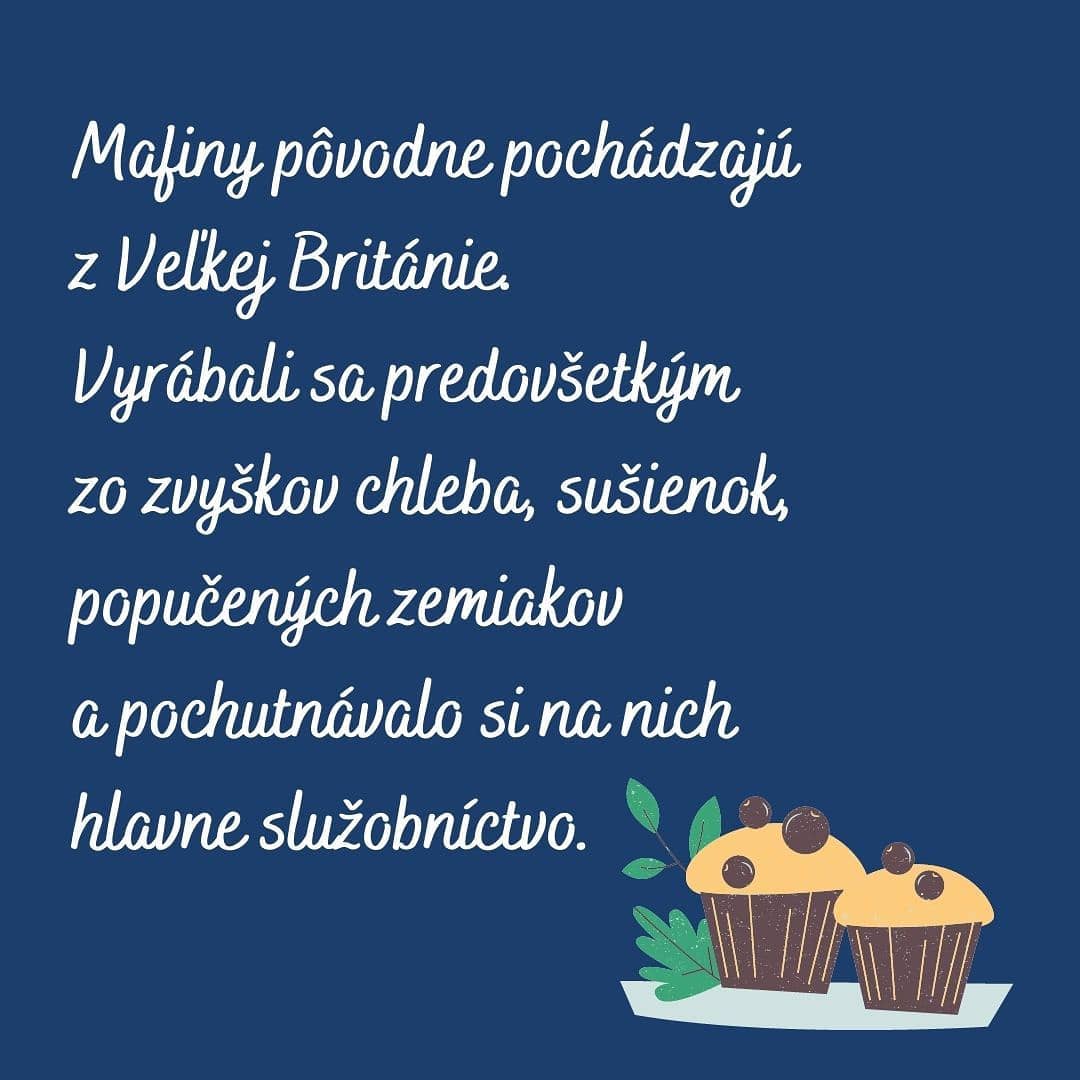 Mafiny pôvodne pochádzajú
z Veľkej Británie.
Vyrábali sa predovšetkým
zo zvyškov chleba, sušienok,
popučených zemiakov
a pochutnávalo si na nich
hlavne služobníctvo.